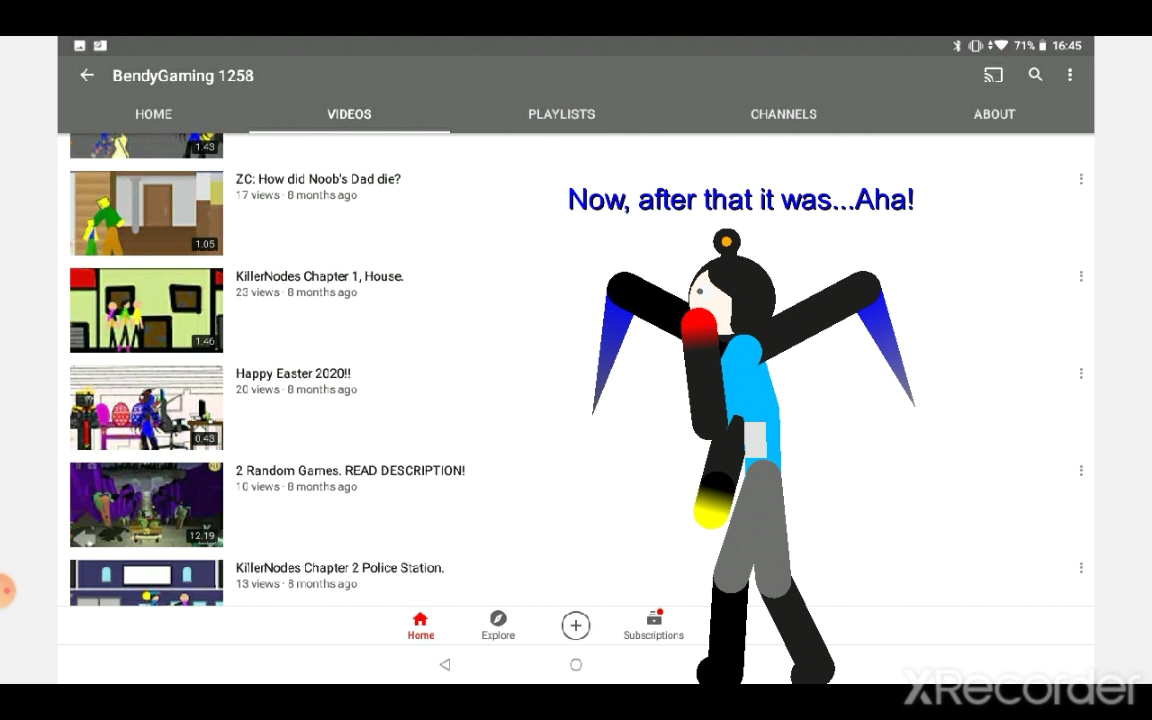 71% 16:45
BendyGaming 1258
HOME VIDEOS PLAYLISTS CHANNELS ABOUT
1:43
ZC: How did Noob's Dad die?
17 views · 8 months ago
1:05
Now, after that it was...Aha!
KillerNodes Chapter 1, House.
23 views · 8 months ago
1:46
Happy Easter 2020!!
20 views · 8 months ago
0:43
2 Random Games. READ DESCRIPTION!
10 views · 8 months ago
12:19
KillerNodes Chapter 2 Police Station.
13 views · 8 months ago
Home Explore Subscriptions
XRecorder